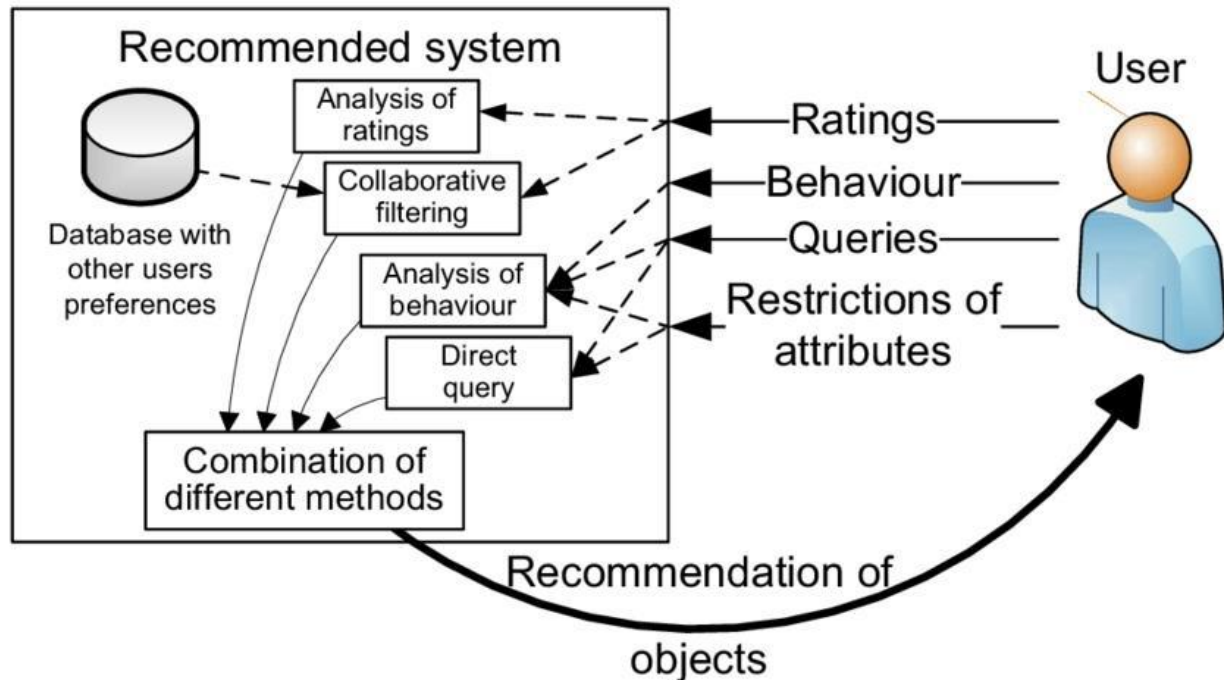 Recommended system
Analysis of
ratings
Collaborative
filtering
Database with
other users
preferences
Analysis of
behaviour
Direct
query
Combination of
different methods
User
Ratings
Behaviour
Queries
Restrictions of
attributes
Recommendation of
objects